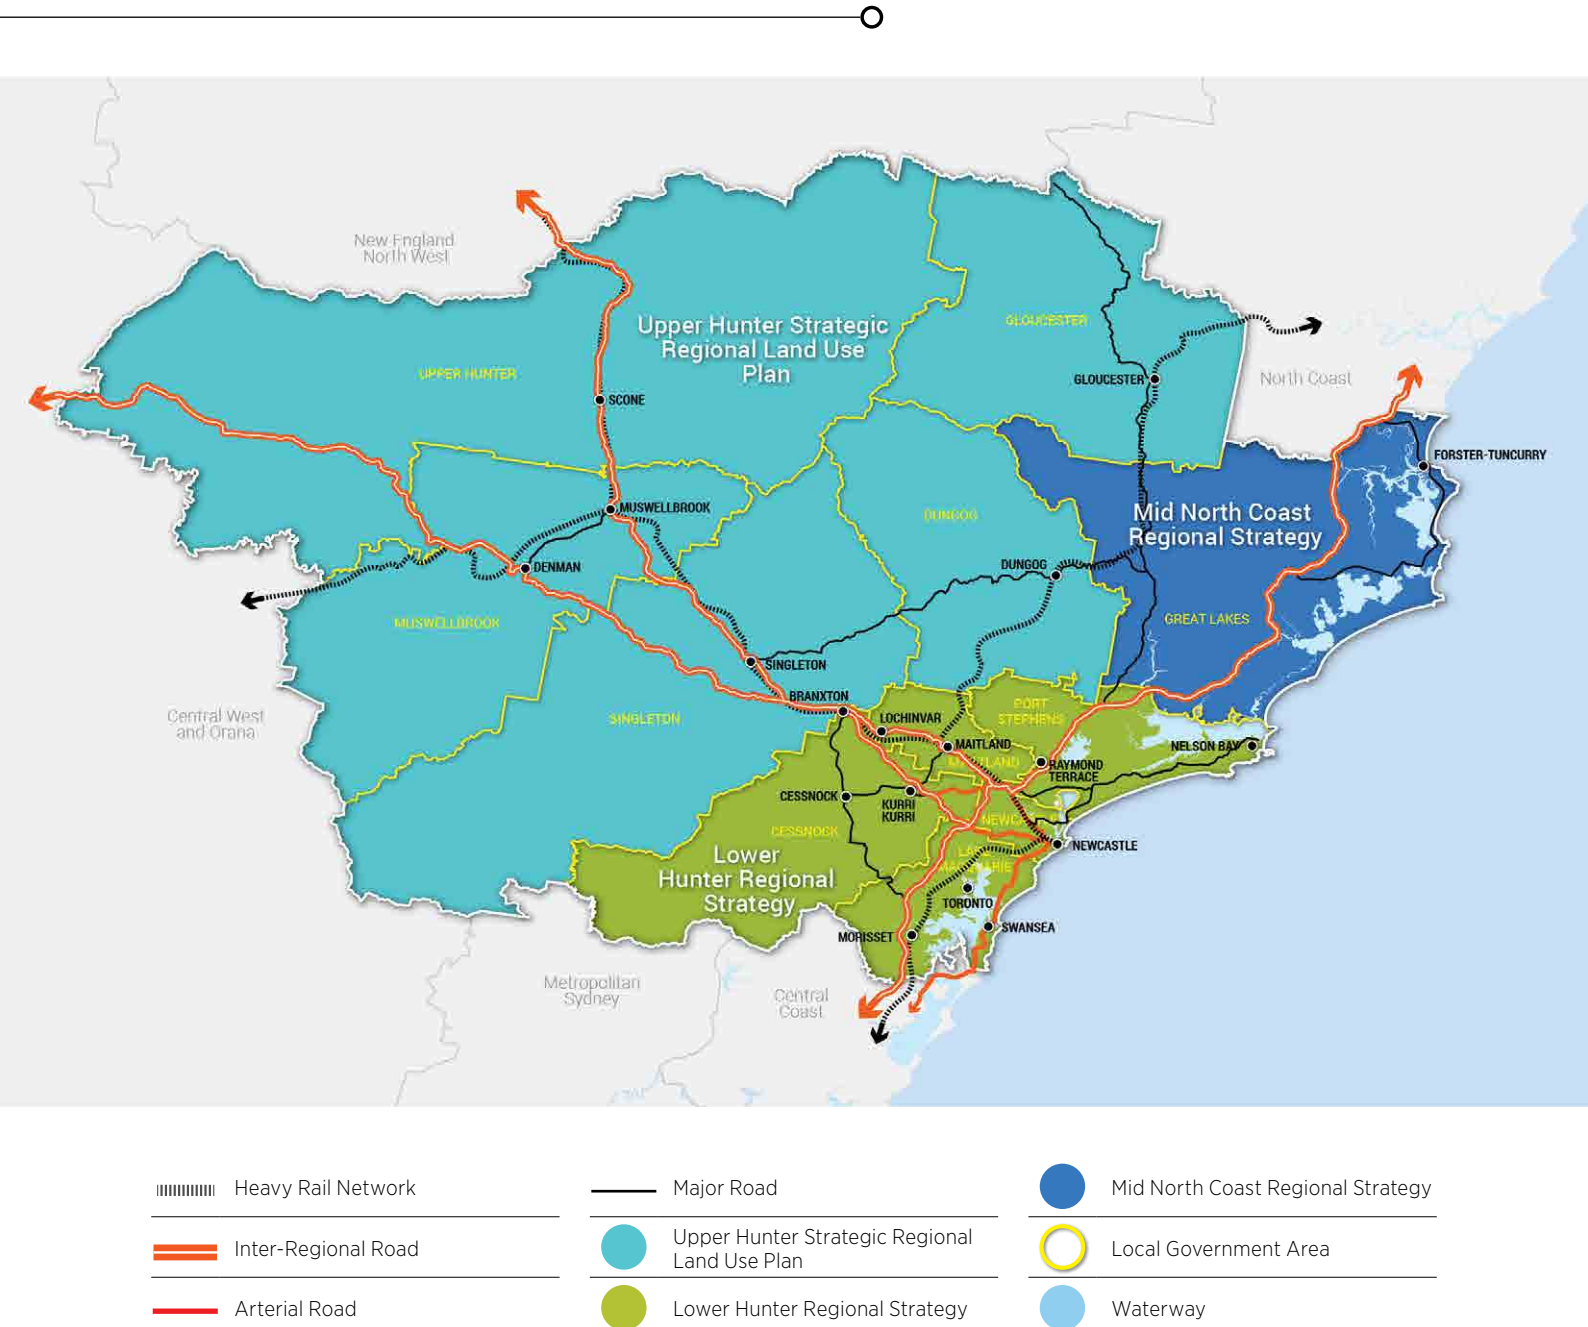 New England
North West
Upper Hunter Strategic
Regional Land Use
Plan
GLOUCESTER
UPPER HUNTER
GLOUCESTER
North Coast
SCONE
FORSTER-TUNCURRY
MUSWELLBROOK
DUNGOG
Mid North Coast
Regional Strategy
DENMAN
DUNGOG
MUSWELLBROOK
GREAT LAKES
SINGLETON
BRANXTON
Central West
and Orana
SINGLETON
LOCHINVAR
PORT
STEPHENS
MAITLAND
NELSON BAY
MAITLAND
RAYMOND
TERRACE
CESSNOCK
KURRI
KURRI
CESSNOCK
NEWCASTLE
Lower
Hunter Regional
Strategy
LAKE
MACQUARIE
TORONTO
SWANSEA
MORISSET
Metropolitan
Sydney
Central
Coast
Heavy Rail Network
Major Road
Mid North Coast Regional Strategy
Inter-Regional Road
Upper Hunter Strategic Regional
Land Use Plan
Local Government Area
Arterial Road
Lower Hunter Regional Strategy
Waterway